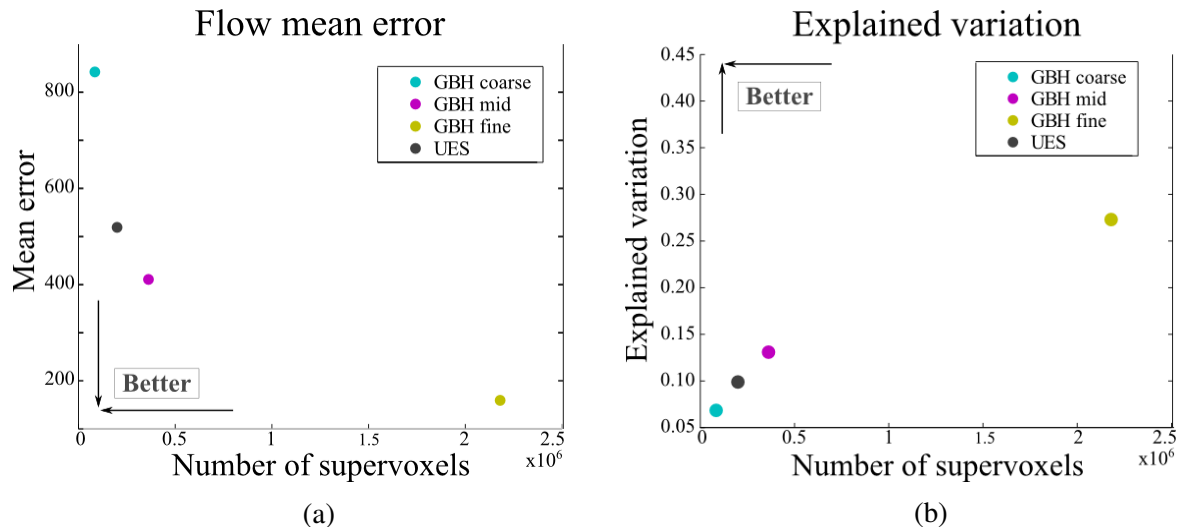 Flow mean error
800
600
400
200
0
0.5
1
1.5
2
2.5
x10^6
Mean error
Number of supervoxels
GBH coarse
GBH mid
GBH fine
UES
Better
(a)
Explained variation
0.45
0.40
0.35
0.30
0.25
0.20
0.15
0.10
0.05
0
0.5
1
1.5
2
2.5
x10^6
Explained variation
Number of supervoxels
GBH coarse
GBH mid
GBH fine
UES
Better
(b)